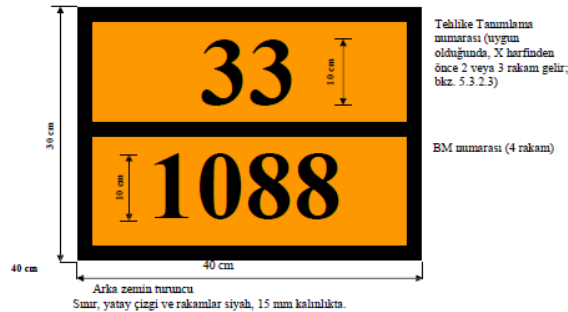 33
10 cm
Tehlike Tanımlama
numarası (uygun
olduğunda, X harfinden
önce 2 veya 3 rakam gelir;
bkz. 5.3.2.3)
30 cm
1088
10 cm
BM numarası (4 rakam)
40 cm
40 cm
Arka zemin turuncu
Sınır, yatay çizgi ve rakamlar siyah, 15 mm kalınlıkta.